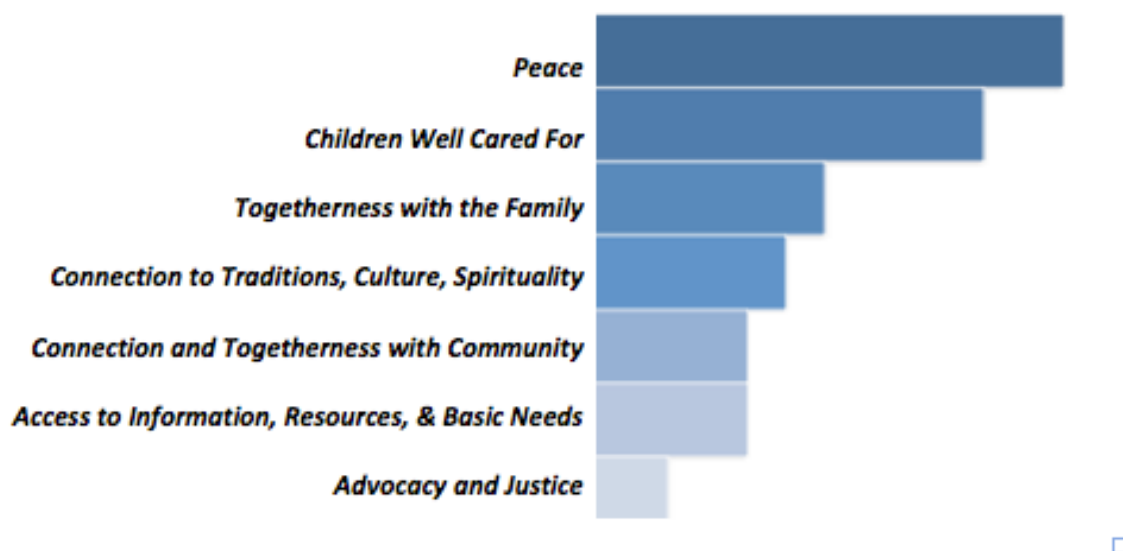 Peace
Children Well Cared For
Togetherness with the Family
Connection to Traditions, Culture, Spirituality
Connection and Togetherness with Community
Access to Information, Resources, & Basic Needs
Advocacy and Justice